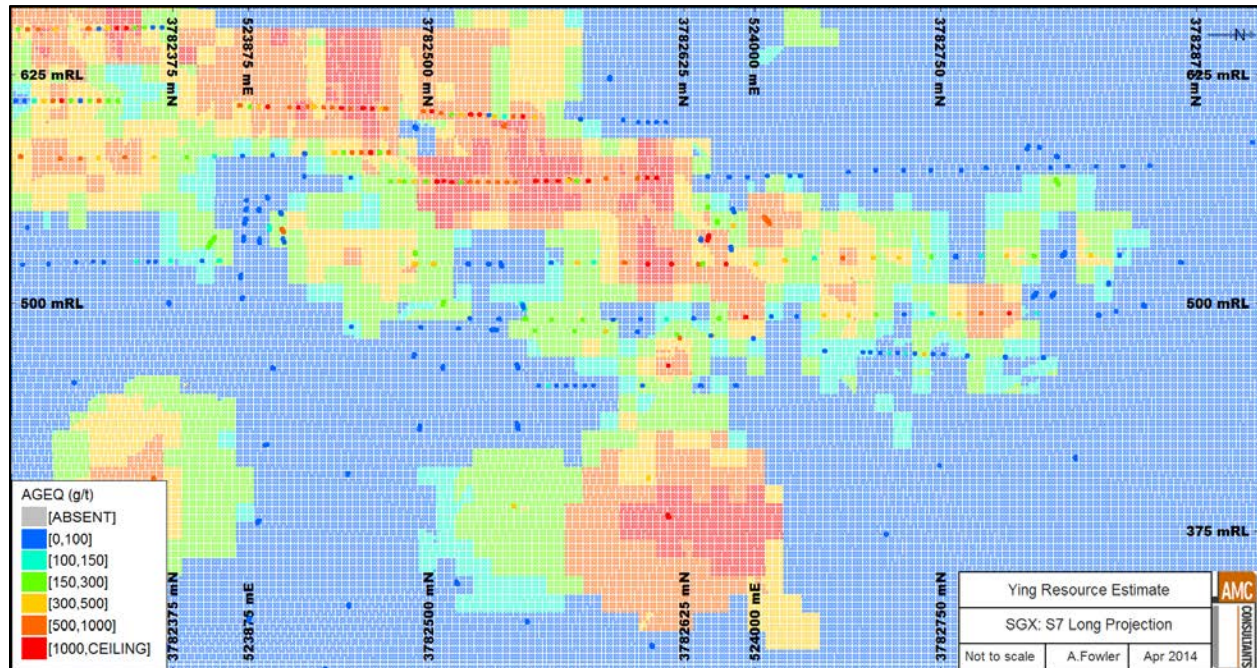 3782375 mN
523875 mE
3782500 mN
3782625 mN
524000 mE
3782750 mN
N
625 mRL
625 mRL
500 mRL
500 mRL
375 mRL
AGEQ (g/t)
[ABSENT]
[0,100]
[100,150]
[150,300]
[300,500]
[500,1000]
[1000,CEILING]
3782375 mN
523875 mE
3782500 mN
3782625 mN
524000 mE
3782750 mN
Ying Resource Estimate
SGX: S7 Long Projection
Not to scale
A.Fowler
Apr 2014
AMC